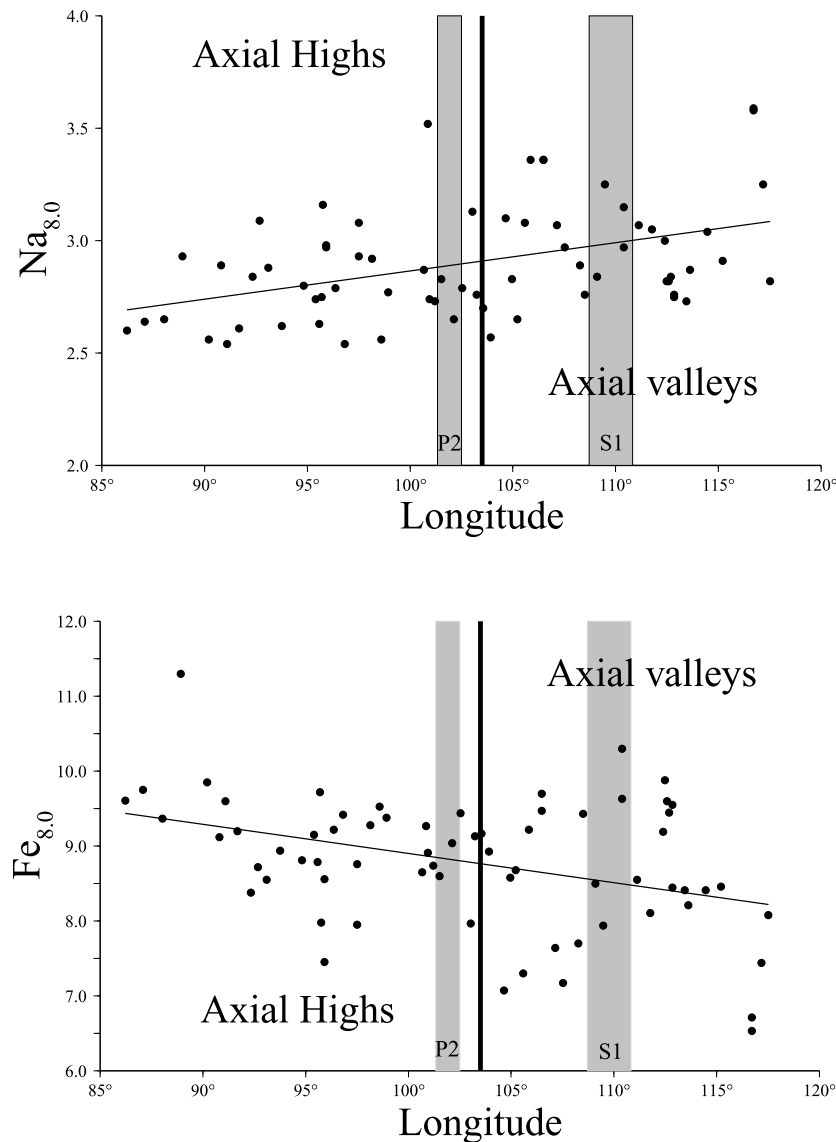 4.0
Axial Highs
3.5
3.0
Na8.0
2.5
Axial valleys
P2
S1
2.0
85° 90° 95° 100° 105° 110° 115° 120°
Longitude
12.0
Axial valleys
11.0
10.0
9.0
Fe8.0
8.0
7.0
Axial Highs
P2
S1
6.0
85° 90° 95° 100° 105° 110° 115° 120°
Longitude